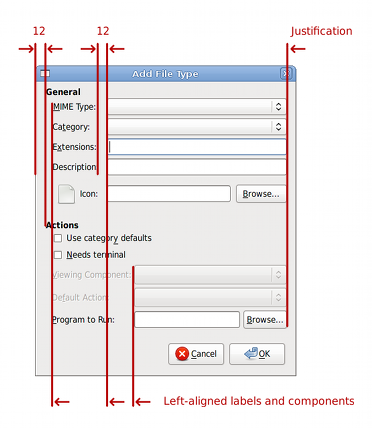 12 12 Justification
Add File Type
General
MIME Type:
Category:
Extensions:
Description
Icon: Browse...
Actions
Use category defaults
Needs terminal
Viewing Component:
Default Action:
Program to Run: Browse...
Cancel OK
Left-aligned labels and components